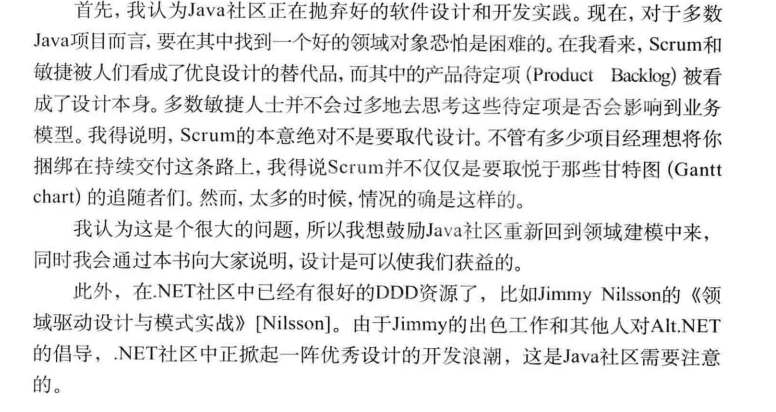 首先，我认为Java社区正在抛弃好的软件设计和开发实践。现在，对于多数
Java项目而言，要在其中找到一个好的领域对象恐怕是困难的。在我看来，Scrum和
敏捷被人们看成了优良设计的替代品，而其中的产品待定项（Product Backlog）被看
成了设计本身。多数敏捷人士并不会过多地去思考这些待定项是否会影响到业务
模型。我得说明，Scrum的本意绝对不是要取代设计。不管有多少项目经理想将你
捆绑在持续交付这条路上，我得说Scrum并不仅仅是要取悦于那些甘特图（Gantt
chart）的追随者们。然而，太多的时候，情况的确是这样的。
我认为这是个很大的问题，所以我想鼓励Java社区重新回到领域建模中来，
同时我会通过本书向大家说明，设计是可以使我们获益的。
此外，在.NET社区中已经有很好的DDD资源了，比如Jimmy Nilsson的《领
域驱动设计与模式实战》[Nilsson]。由于Jimmy的出色工作和其他人对Alt.NET
的倡导，.NET社区中正掀起一阵优秀设计的开发浪潮，这是Java社区需要注意
的。